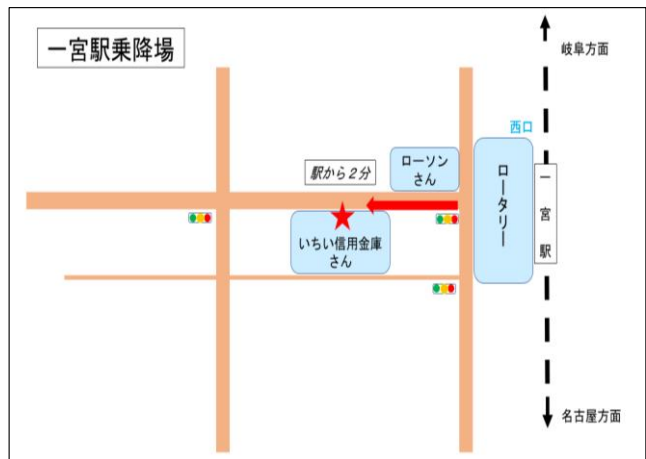 一宮駅乗降場
岐阜方面
西口
ローソン
さん
駅から2分
ロータリー
一宮駅
いちい信用金庫
さん
名古屋方面